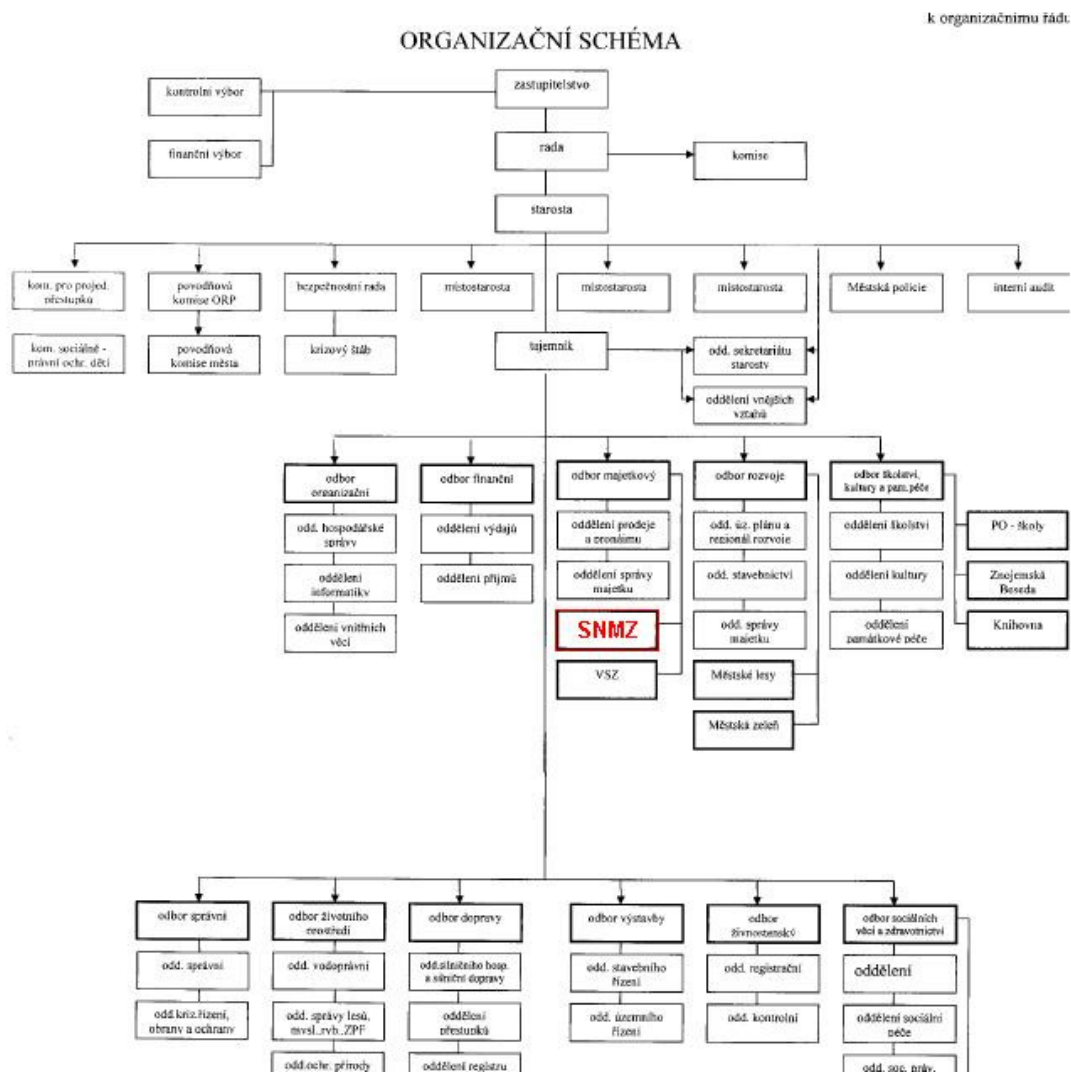 k organizačnímu řádu
ORGANIZAČNÍ SCHÉMA
kontrolní výbor
zastupitelstvo
finanční výbor
rada
komise
starosta
kom. pro projed.
přestupků
povodňová
komise ORP
bezpečnostní rada
místostarosta
místostarosta
místostarosta
Městská policie
interní audit
kom. sociálně -
právní ochr. dětí
povodňová
komise města
krizový štáb
tajemník
odd. sekretariátu
starosty
oddělení vnějších
vztahů
odbor
organizační
odbor finanční
odbor majetkový
odbor rozvoje
odbor školství,
kultury a pam.péče
odd. hospodářské
správy
oddělení výdajů
oddělení prodeje
a pronájmu
odd. úz. plánu a
regionál.rozvoje
oddělení školství
PO - školy
oddělení
informatiky
oddělení příjmů
oddělení správy
majetku
odd. stavebnictví
oddělení kultury
Znojemská
Beseda
oddělení vnitřních
věcí
SNMZ
odd. správy
majetku
oddělení
památkové péče
Knihovna
VSZ
Městské lesy
Městská zeleň
odbor správní
odbor životního
prostředí
odbor dopravy
odbor výstavby
odbor
živnostenský
odbor sociálních
věcí a zdravotnictví
odd. správní
odd. vodoprávní
odd.silničního hosp.
a silniční dopravy
odd. stavebního
řízení
odd. registrační
oddělení
odd.kriz.řízení,
obrany a ochrany
odd. správy lesů,
mysl.,ryb.,ZPF
oddělení
přestupků
odd. územního
řízení
odd. kontrolní
oddělení sociální
péče
odd.ochr. přírody
oddělení registru
odd. soc. práv.